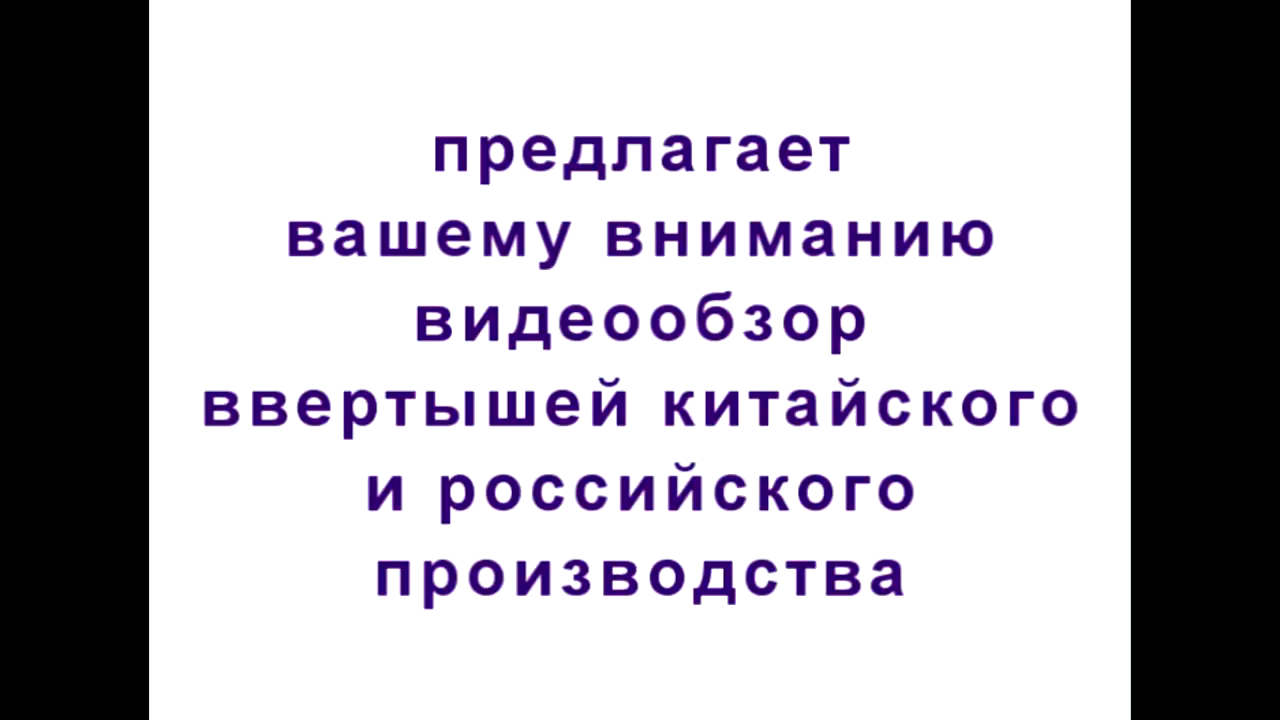 предлагает
вашему вниманию
видеообзор
ввертышей китайского
и российского
производства